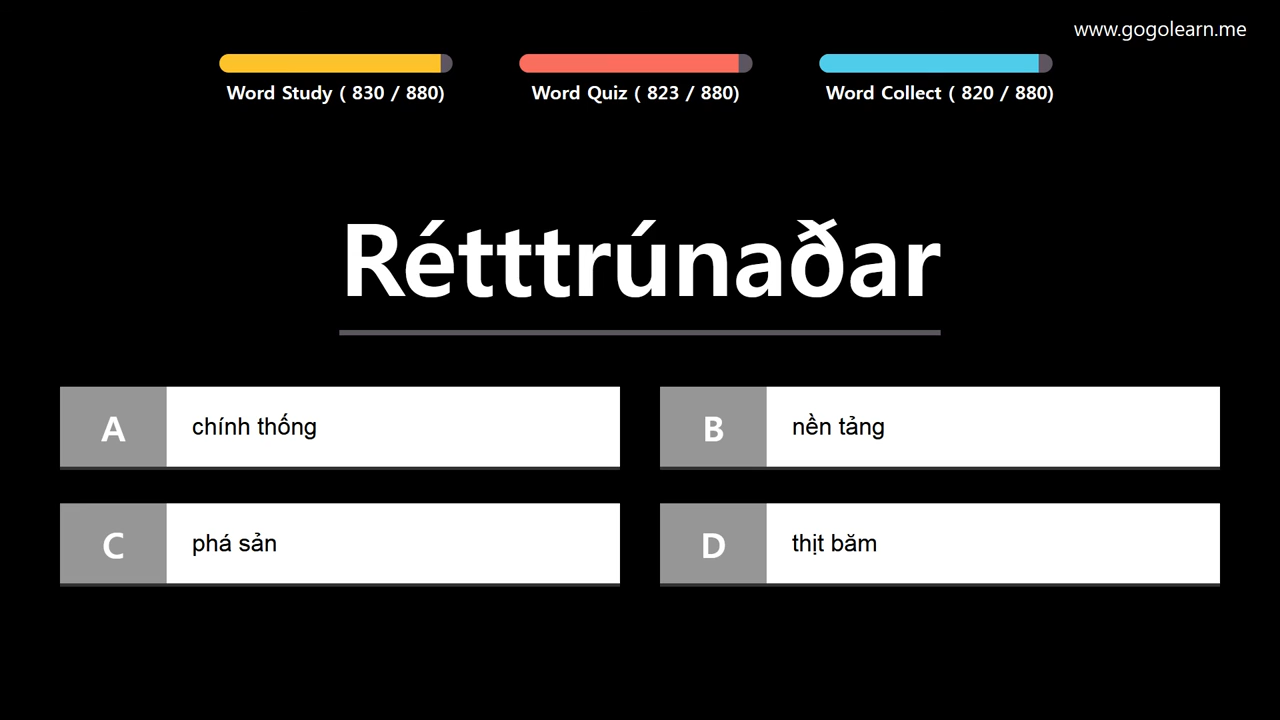 www.gogolearn.me
Word Study ( 830 / 880)
Word Quiz ( 823 / 880)
Word Collect ( 820 / 880)
Rétttrúnaðar
A chính thống
B nền tảng
C phá sản
D thịt băm